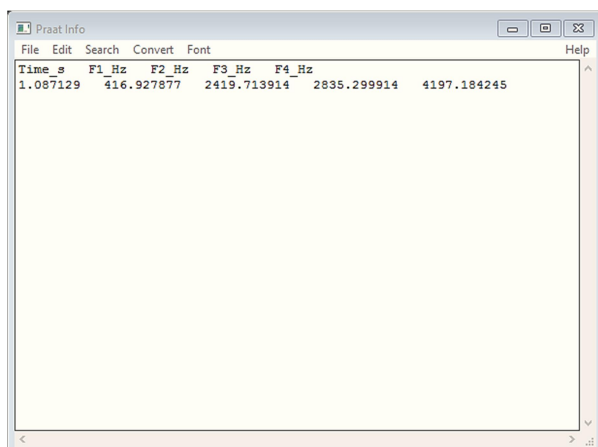 Praat Info
File Edit Search Convert Font Help
Time_s F1_Hz F2_Hz F3_Hz F4_Hz
1.087129 416.927877 2419.713914 2835.299914 4197.184245